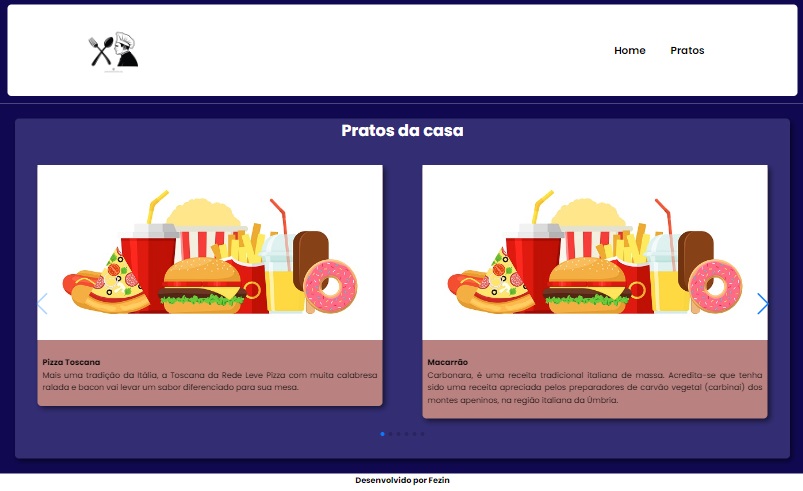 Home Pratos
Pratos da casa
Pizza Toscana
Mais uma tradição da Itália, a Toscana da Rede Leve Pizza com muita calabresa
ralada e bacon vai levar um sabor diferenciado para sua mesa.
Macarrão
Carbonara, é uma receita tradicional italiana de massa. Acredita-se que tenha
sido uma receita apreciada pelos preparadores de carvão vegetal (carbinai) dos
montes apeninos, na região italiana da Úmbria.
Desenvolvido por Fezin